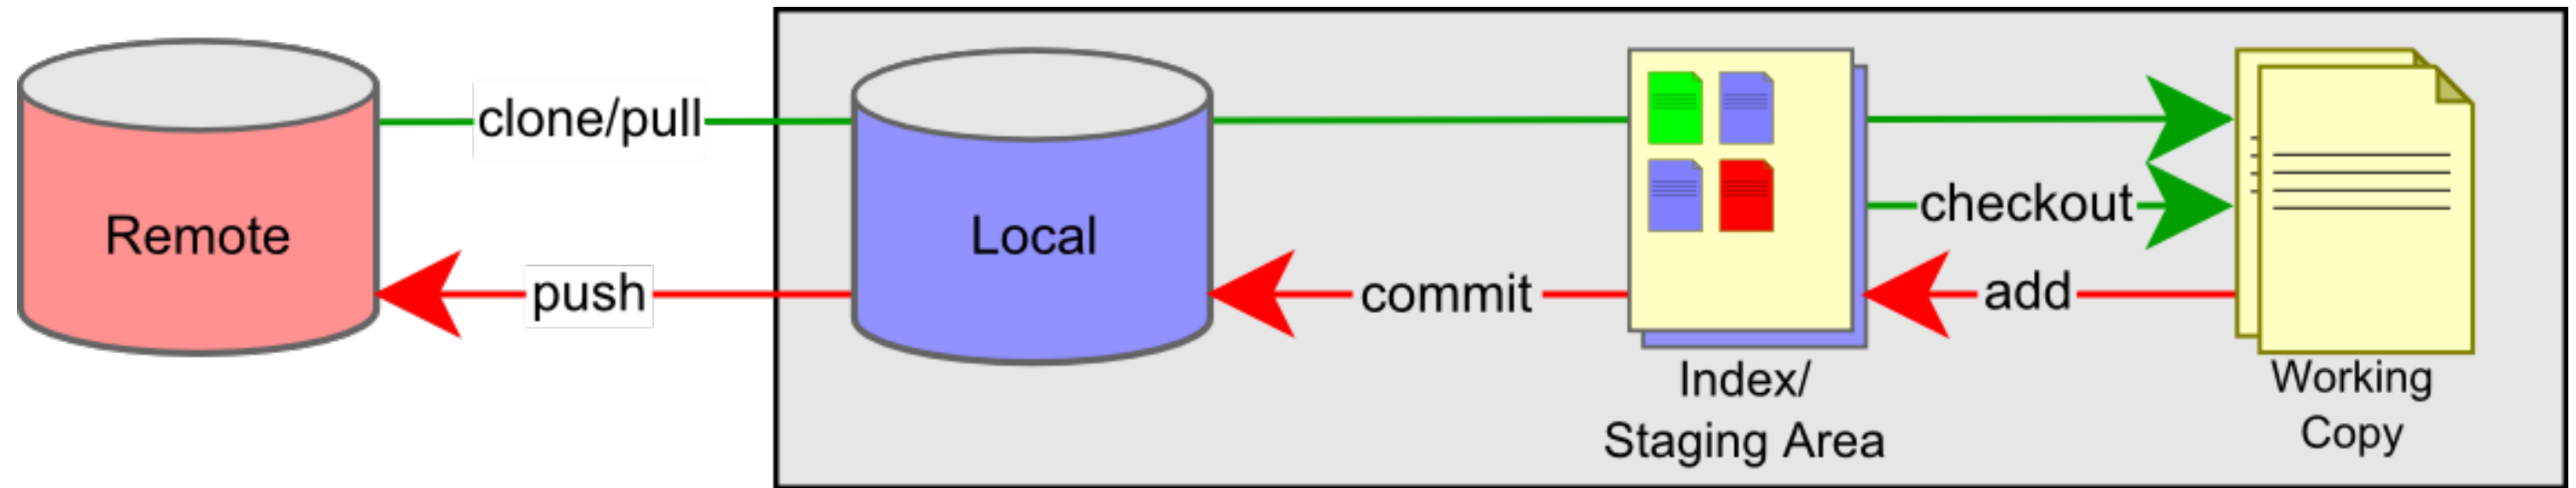 clone/pull
checkout
Remote
Local
push
commit
add
Index/
Staging Area
Working
Copy